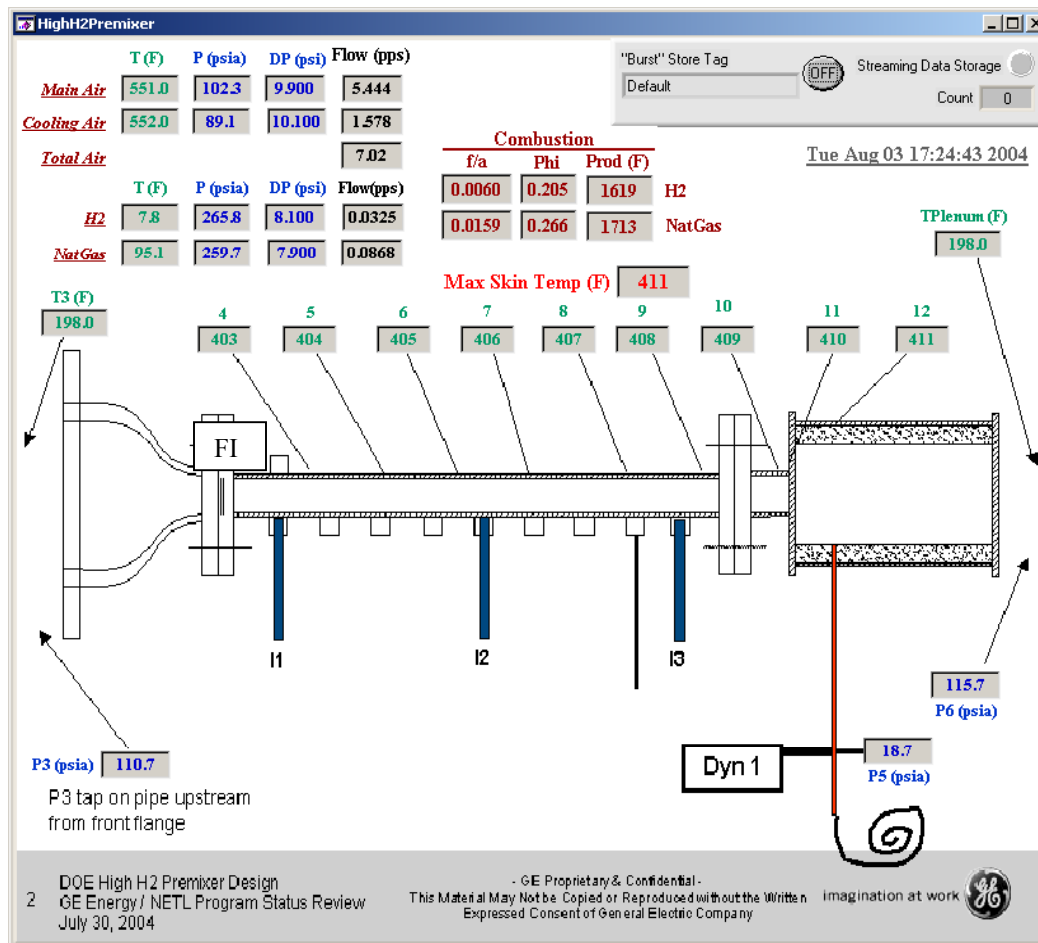 HighH2Premixer
T (F) P (psia) DP (psi) Flow (pps)
Main Air 551.0 102.3 9.900 5.444
Cooling Air 552.0 89.1 10.100 1.578
Total Air 7.02
T (F) P (psi) DP (psi) Flow(pps)
H2 7.8 265.8 8.100 0.0325
NatGas 95.1 259.7 7.900 0.0868
"Burst" Store Tag
Default
OFF
Streaming Data Storage
Count 0
Combustion
f/a Phi Prod (F)
0.0060 0.205 1619 H2
0.0159 0.266 1713 NatGas
Tue Aug 03 17:24:43 2004
TPlenum (F)
198.0
Max Skin Temp (F) 411
T3 (F)
198.0
4 5 6 7 8 9 10 11 12
403 404 405 406 407 408 409 410 411
FI
I1 I2 I3
115.7
P6 (psia)
P3 (psia) 110.7
Dyn 1
18.7
P5 (psia)
P3 tap on pipe upstream
from front flange
2
DOE High H2 Premixer Design
GE Energy / NETL Program Status Review
July 30, 2004
- GE Proprietary & Confidential -
This Material May Not be Copied or Reproduced without the Written
Expressed Consent of General Electric Company
imagination at work
GE